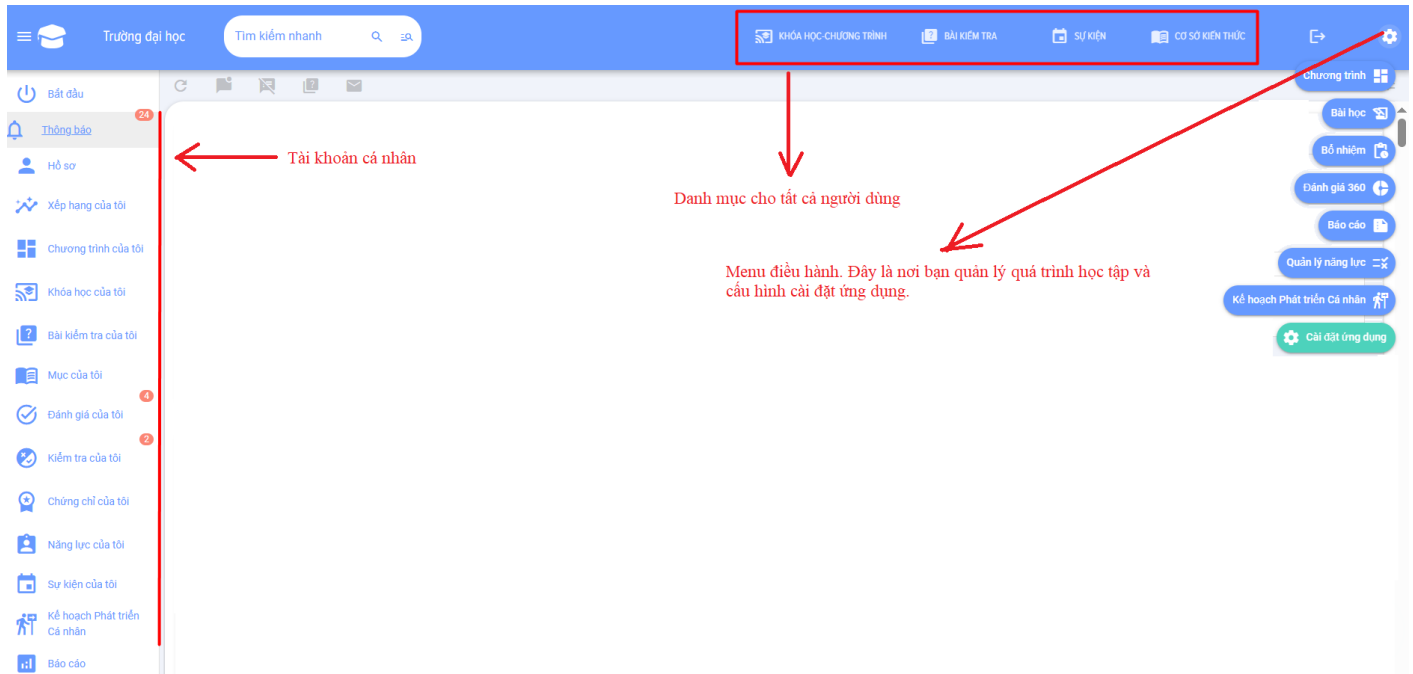 Trường đại học
Tìm kiếm nhanh
KHÓA HỌC-CHƯƠNG TRÌNH
BÀI KIỂM TRA
SỰ KIỆN
CƠ SỞ KIẾN THỨC
Bắt đầu
24
Thông báo
Hồ sơ
Xếp hạng của tôi
Chương trình của tôi
Khóa học của tôi
Bài kiểm tra của tôi
Mục của tôi
4
Đánh giá của tôi
2
Kiểm tra của tôi
Chứng chỉ của tôi
Năng lực của tôi
Sự kiện của tôi
Kế hoạch Phát triển
Cá nhân
Báo cáo
Tài khoản cá nhân
Danh mục cho tất cả người dùng
Menu điều hành. Đây là nơi bạn quản lý quá trình học tập và
cấu hình cài đặt ứng dụng.
Chương trình
Bài học
Bổ nhiệm
Đánh giá 360
Báo cáo
Quản lý năng lực
Kế hoạch Phát triển Cá nhân
Cài đặt ứng dụng